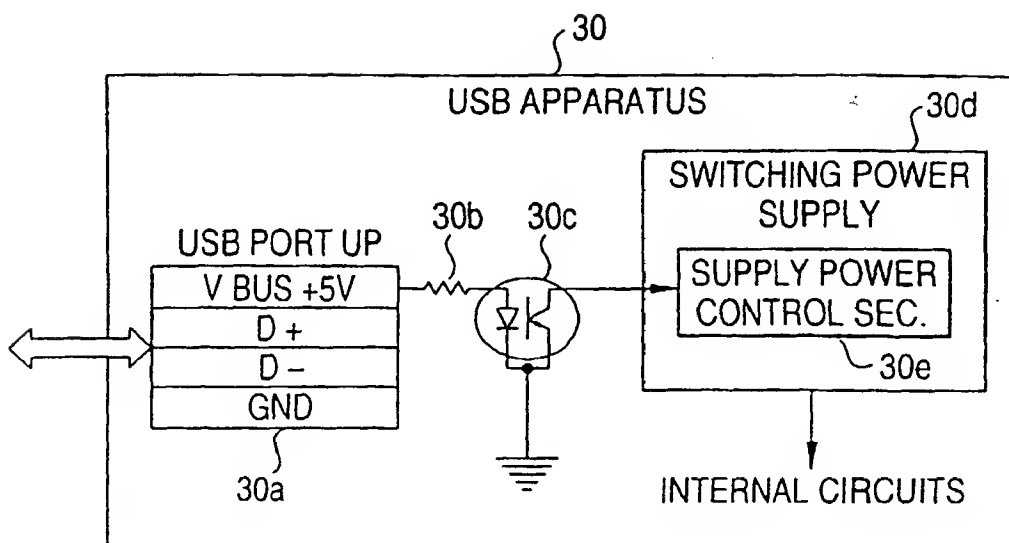 30
USB APPARATUS
30d
SWITCHING POWER
SUPPLY
30b
30c
USB PORT UP
V BUS +5V
D +
D –
GND
SUPPLY POWER
CONTROL SEC.
30e
30a
INTERNAL CIRCUITS